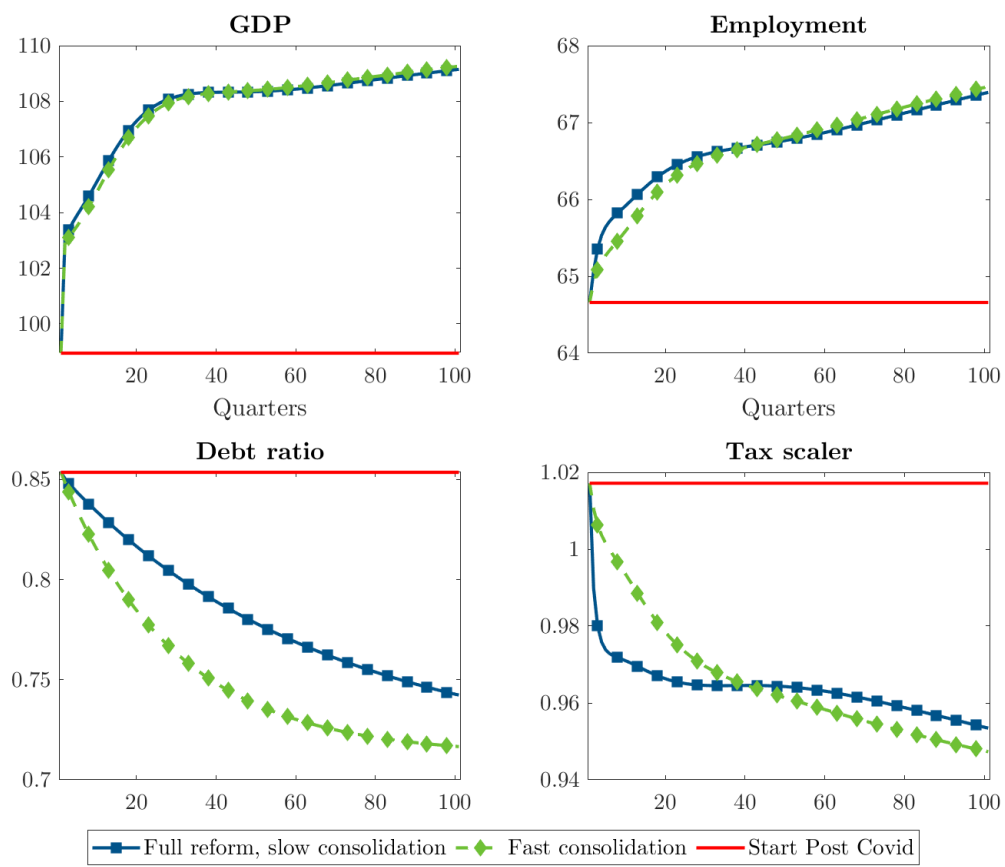 GDP
110
108
106
104
102
100
20 40 60 80 100
Quarters
Employment
68
67
66
65
64
20 40 60 80 100
Quarters
Debt ratio
0.85
0.8
0.75
0.7
20 40 60 80 100
Tax scaler
1.02
1
0.98
0.96
0.94
20 40 60 80 100
Full reform, slow consolidation Fast consolidation Start Post Covid